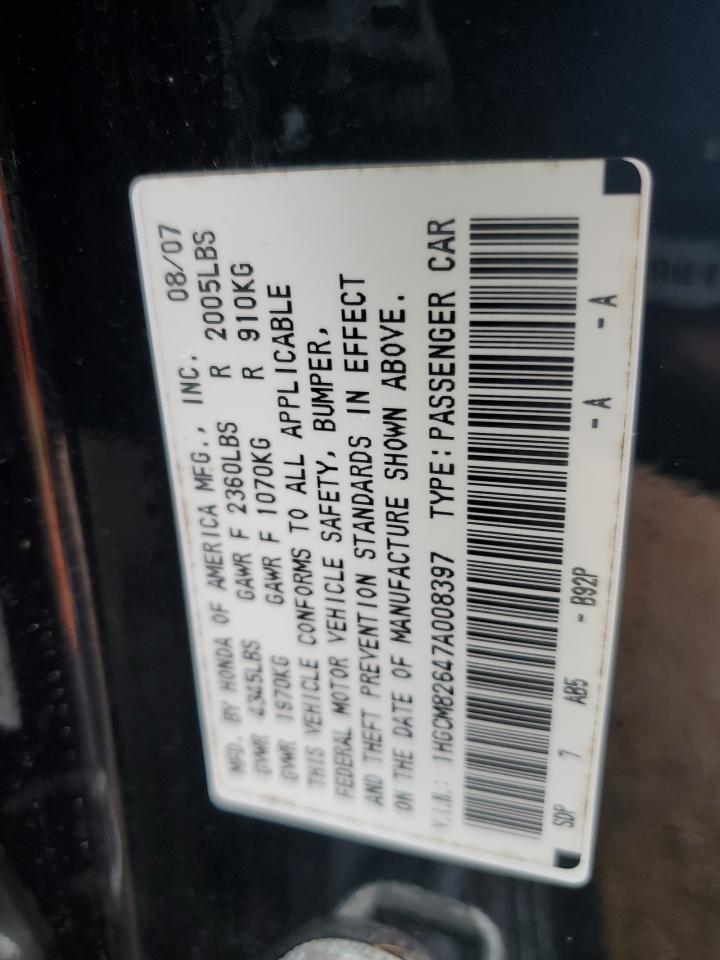 MFD. BY HONDA OF AMERICA MFG., INC. 08/07
GVWR 4345LBS GAWR F 2360LBS R 2005LBS
GVWR 1970KG GAWR F 1070KG R 910KG
THIS VEHICLE CONFORMS TO ALL APPLICABLE
FEDERAL MOTOR VEHICLE SAFETY, BUMPER,
AND THEFT PREVENTION STANDARDS IN EFFECT
ON THE DATE OF MANUFACTURE SHOWN ABOVE.
V.I.N.: 1HGCM82647A008397 TYPE: PASSENGER CAR
SDP 7 AB5 - B92P - A - A